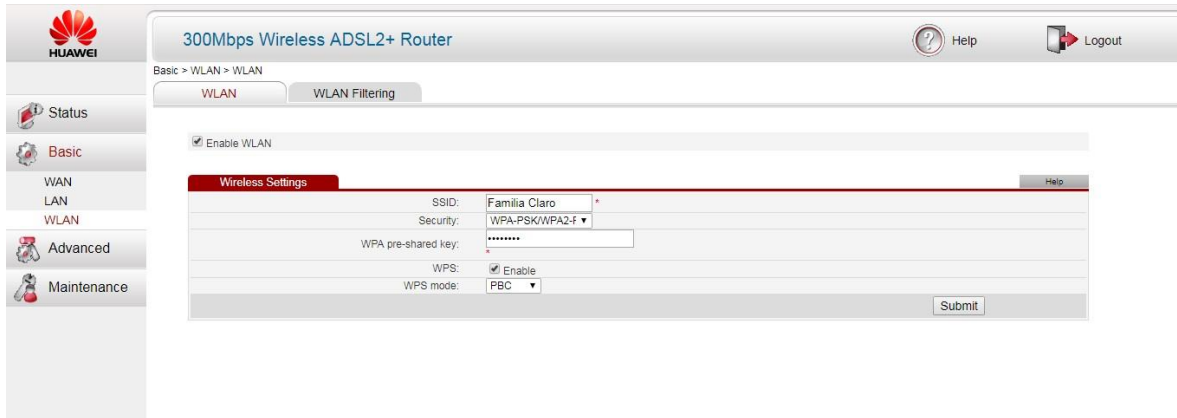 HUAWEI
300Mbps Wireless ADSL2+ Router
Help
Logout
Basic > WLAN > WLAN
WLAN
WLAN Filtering
Status
Basic
WAN
LAN
WLAN
Advanced
Maintenance
Enable WLAN
Wireless Settings
Help
SSID: Familia Claro *
Security: WPA-PSK/WPA2-F
WPA pre-shared key: •••••••• *
WPS: Enable
WPS mode: PBC
Submit